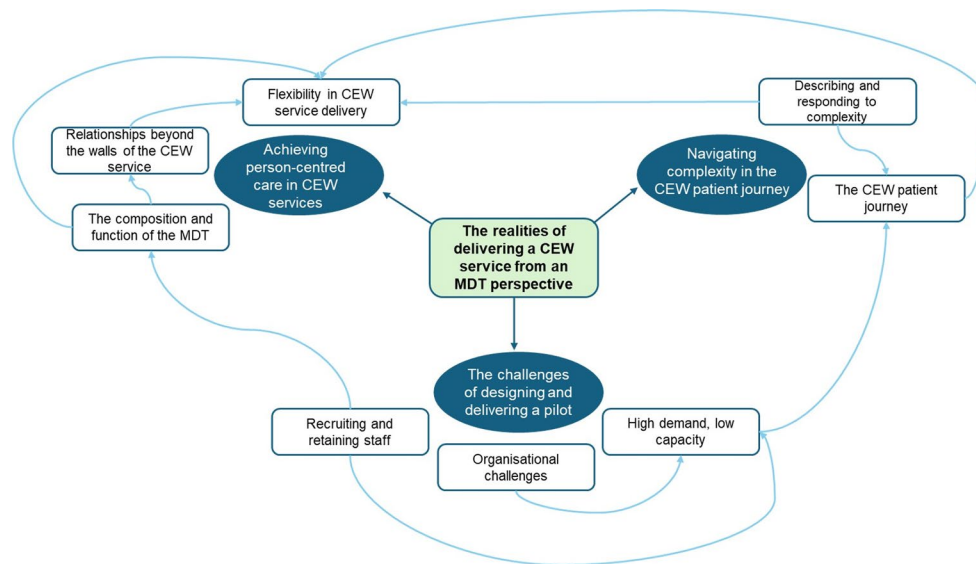 Flexibility in CEW
service delivery
Describing and
responding to
complexity
Relationships beyond
the walls of the CEW
service
Achieving
person-centred
care in CEW
services
Navigating
complexity in the
CEW patient journey
The CEW patient
journey
The composition and
function of the MDT
The realities of
delivering a CEW
service from an
MDT perspective
The challenges
of designing and
delivering a pilot
Recruiting and
retaining staff
High demand, low
capacity
Organisational
challenges